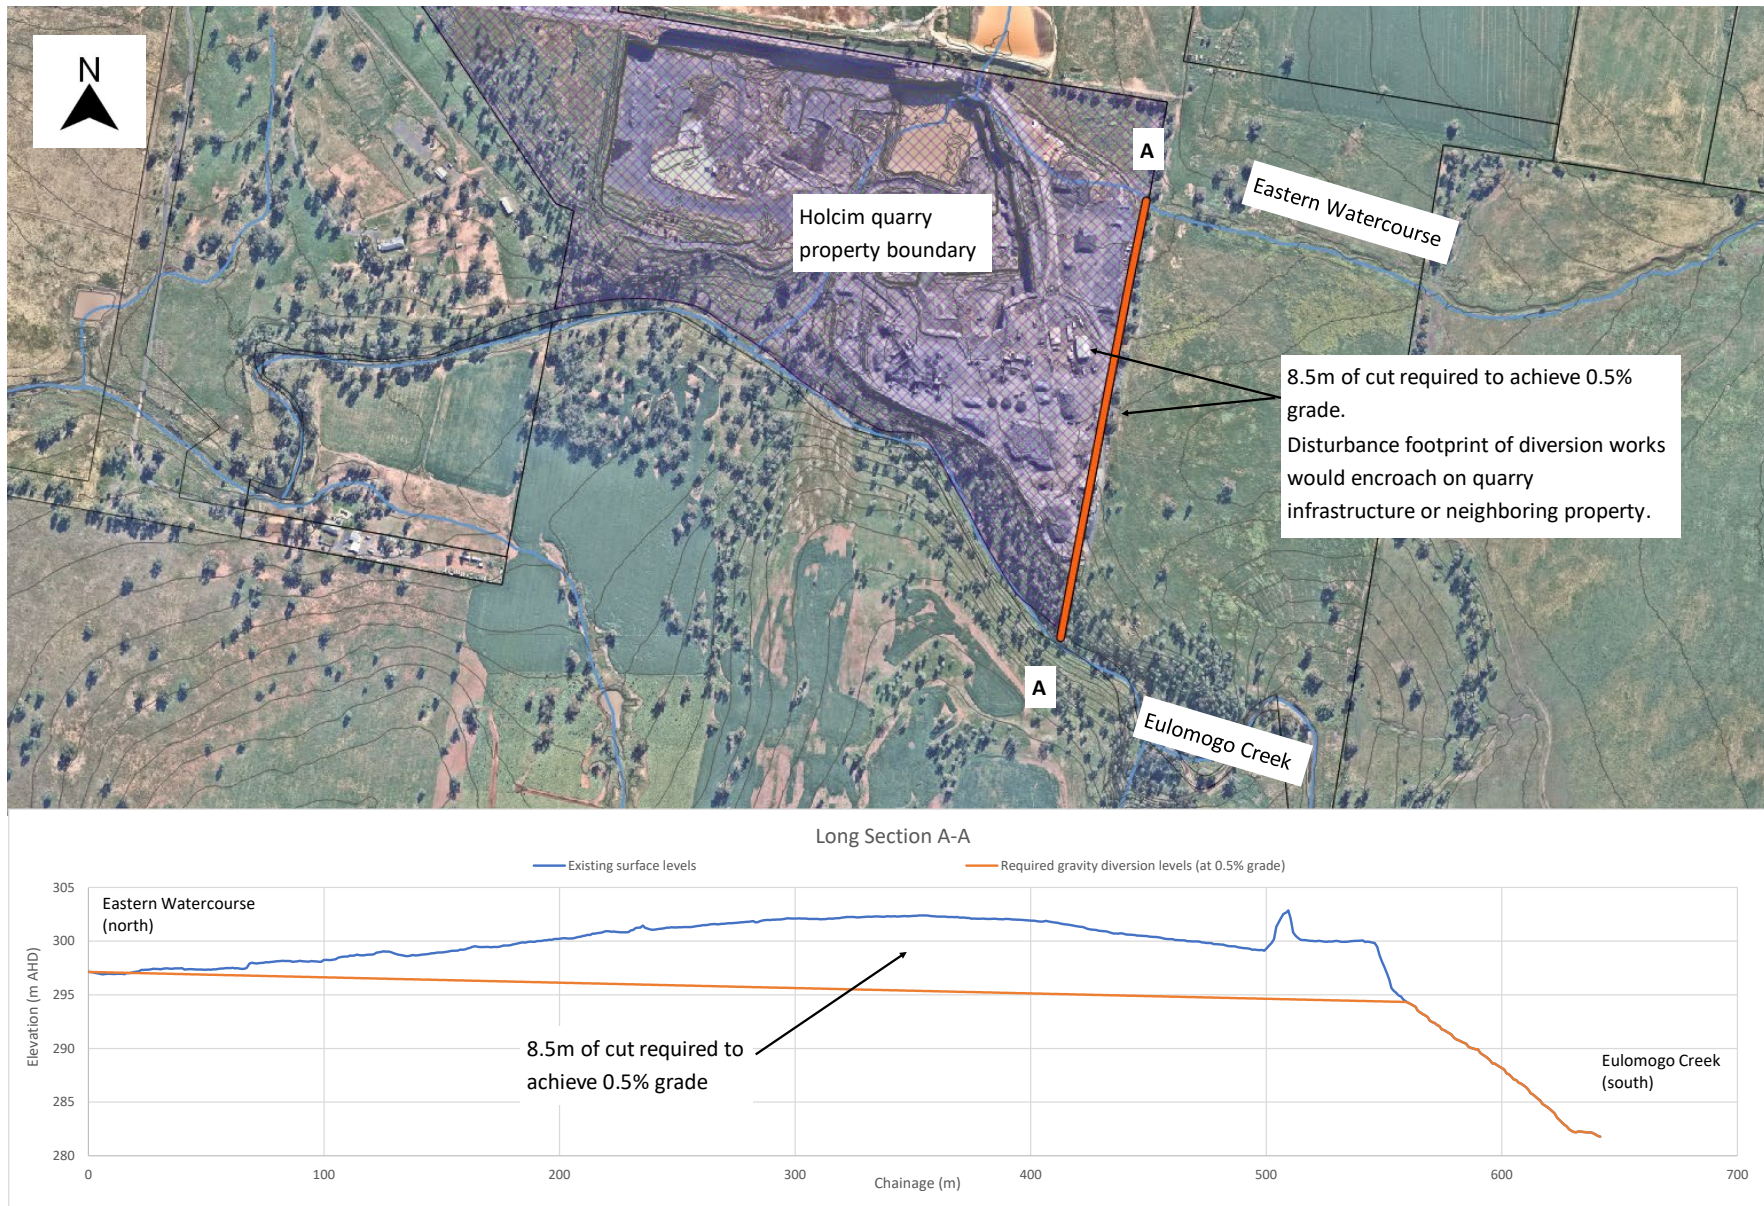 N
A
Eastern Watercourse
Holcim quarry
property boundary
8.5m of cut required to achieve 0.5%
grade.
Disturbance footprint of diversion works
would encroach on quarry
infrastructure or neighboring property.
A
Eulomogo Creek
Long Section A-A
Existing surface levels
Required gravity diversion levels (at 0.5% grade)
305
300
295
290
285
280
Elevation (m AHD)
Eastern Watercourse
(north)
8.5m of cut required to
achieve 0.5% grade
Eulomogo Creek
(south)
0 100 200 300 400 500 600 700
Chainage (m)